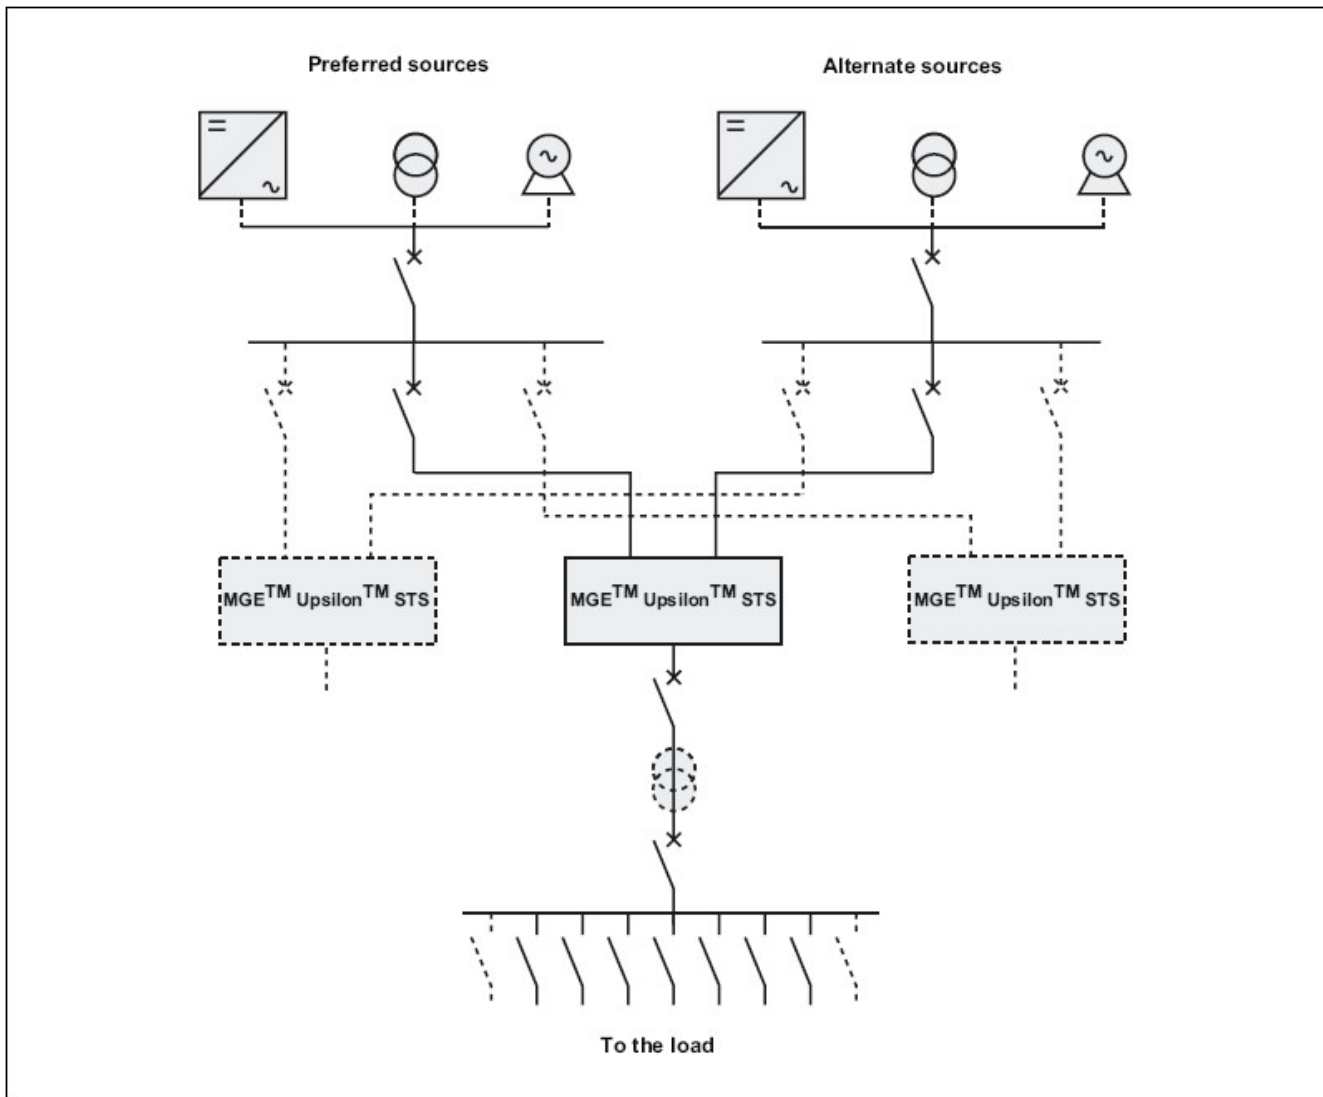 Preferred sources
Alternate sources
MGE™ Upsilon™ STS
MGE™ Upsilon™ STS
MGE™ Upsilon™ STS
To the load